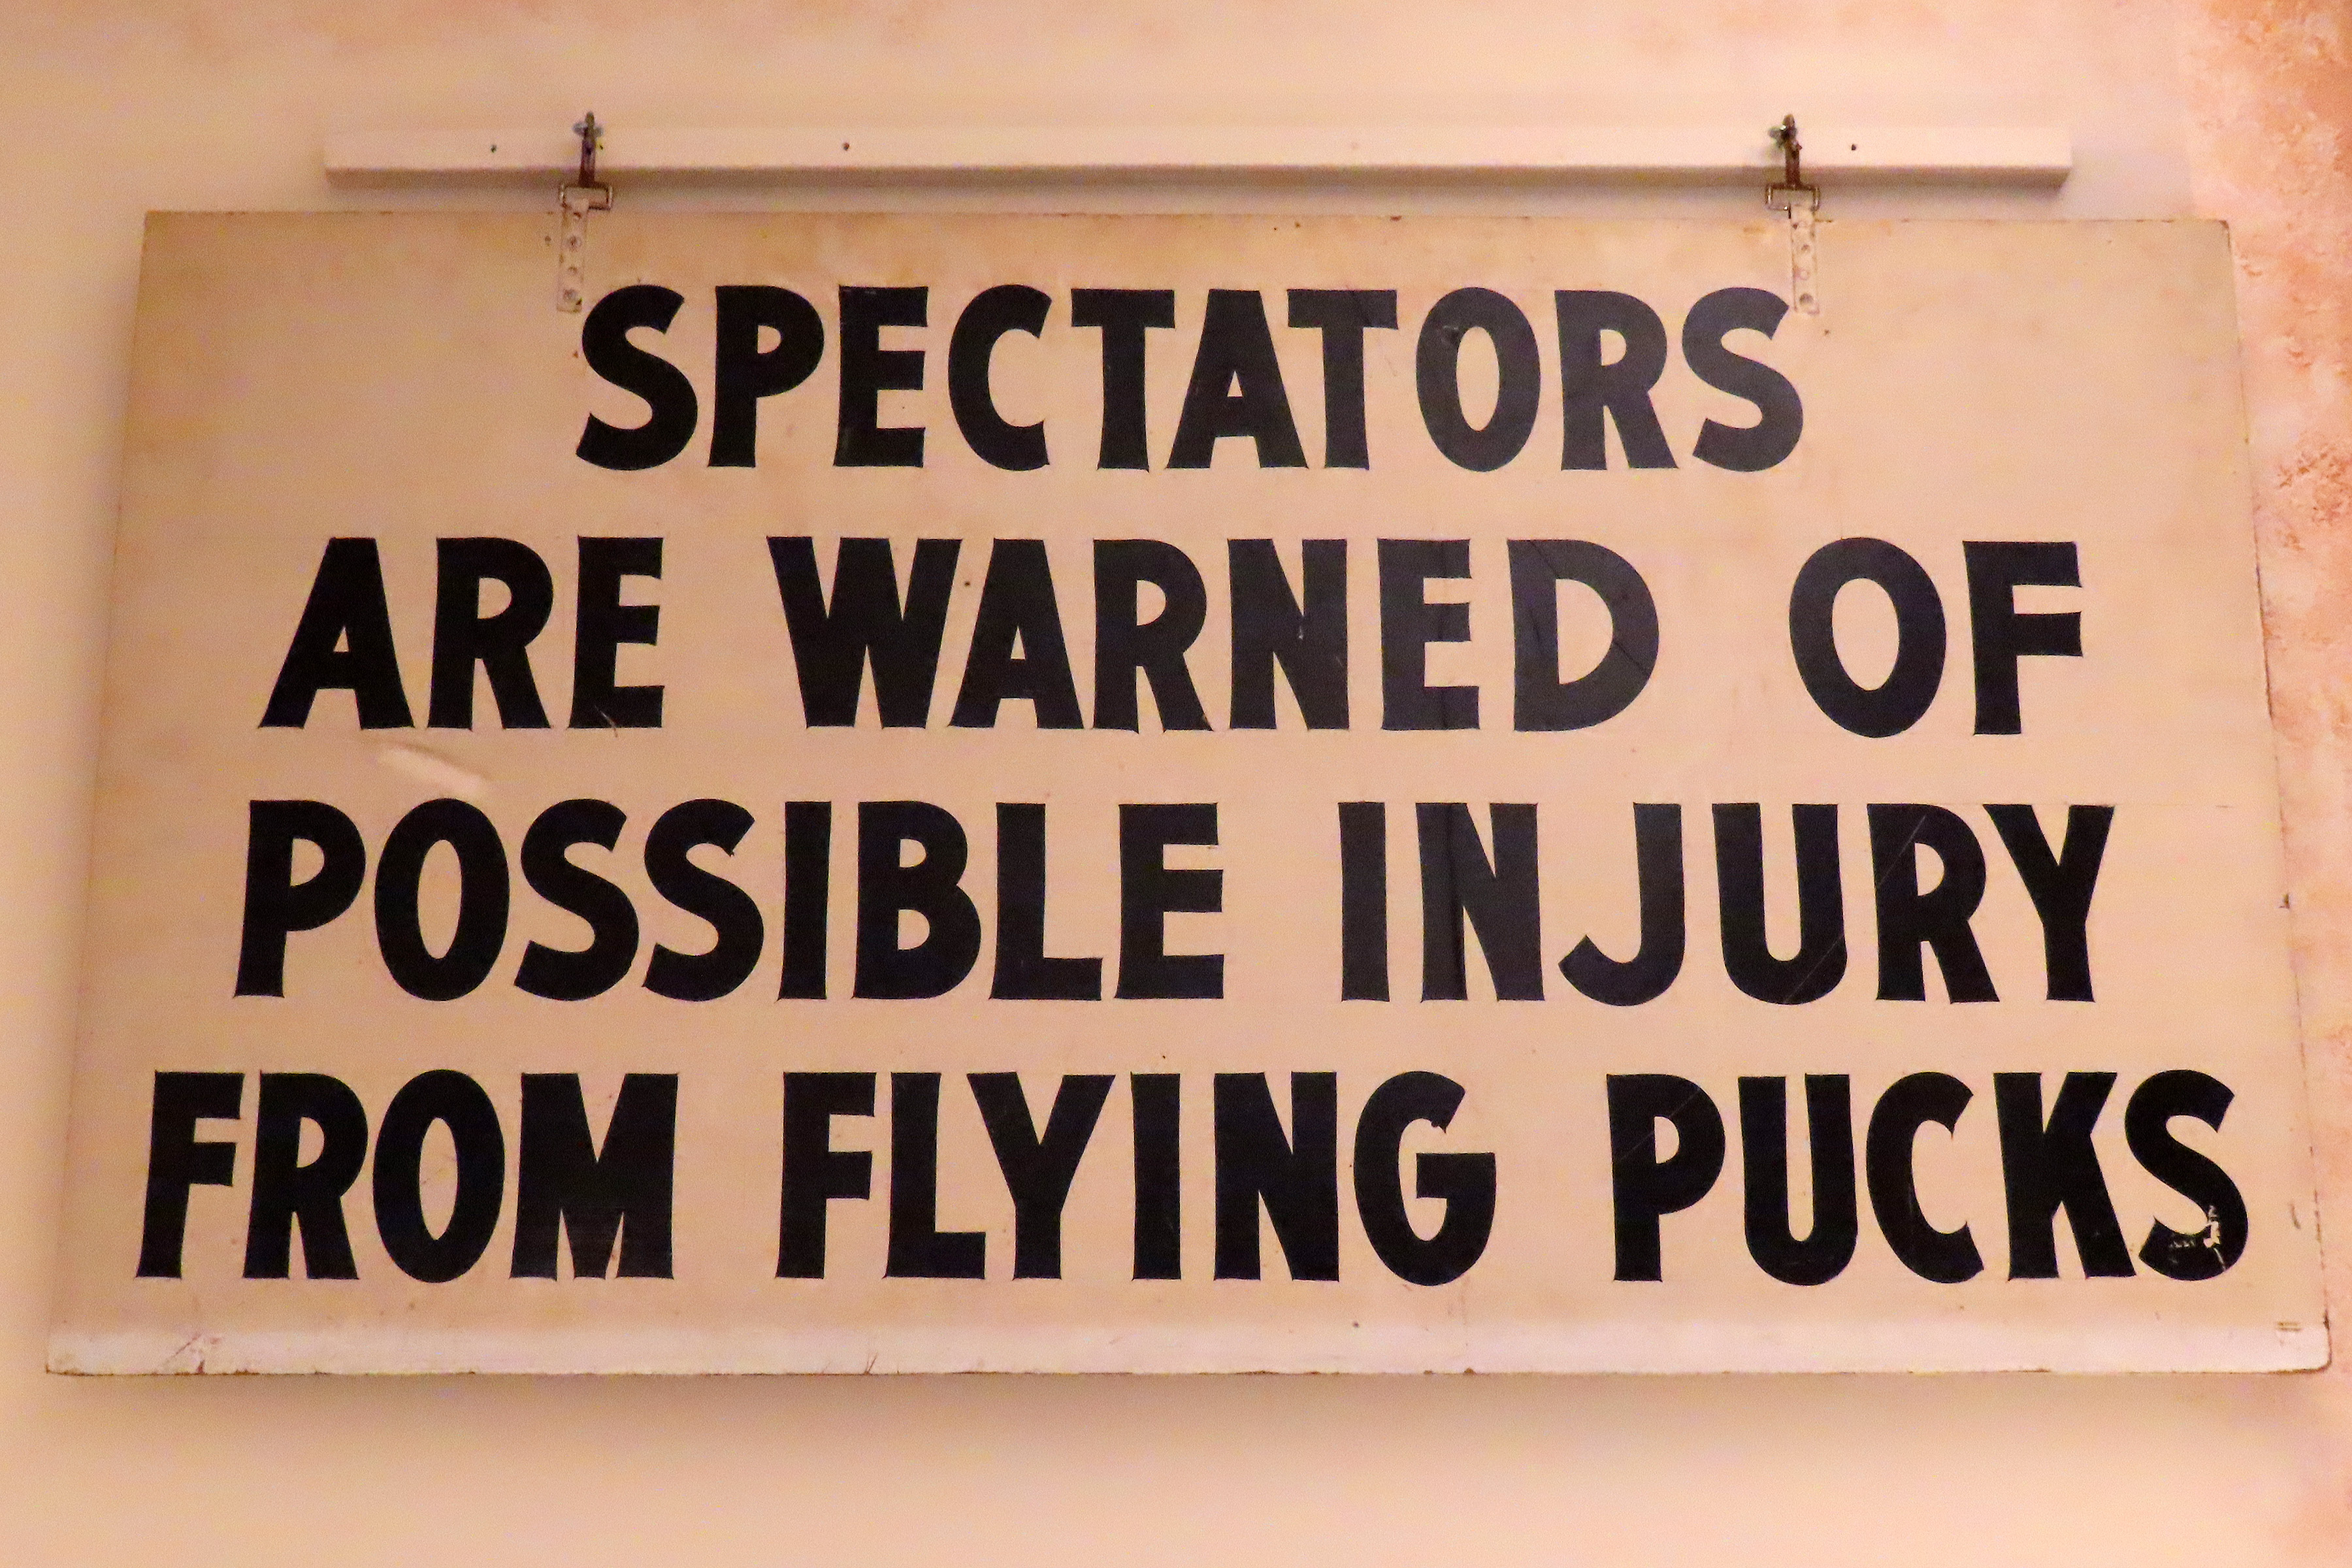 SPECTATORS
ARE WARNED OF
POSSIBLE INJURY
FROM FLYING PUCKS